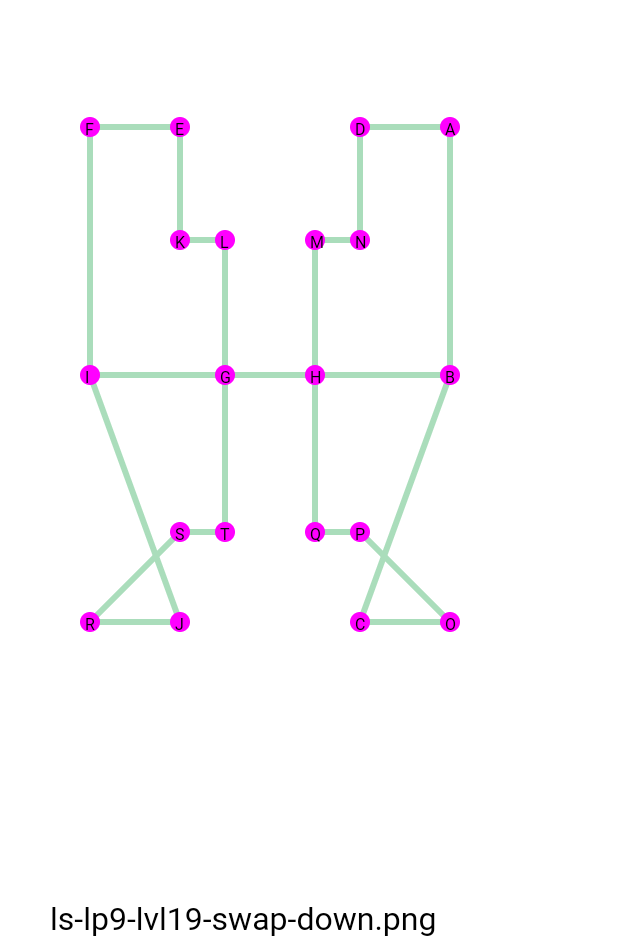 F E D A
K L M N
I G H B
S T Q P
R J C O
ls-lp9-lvl19-swap-down.png